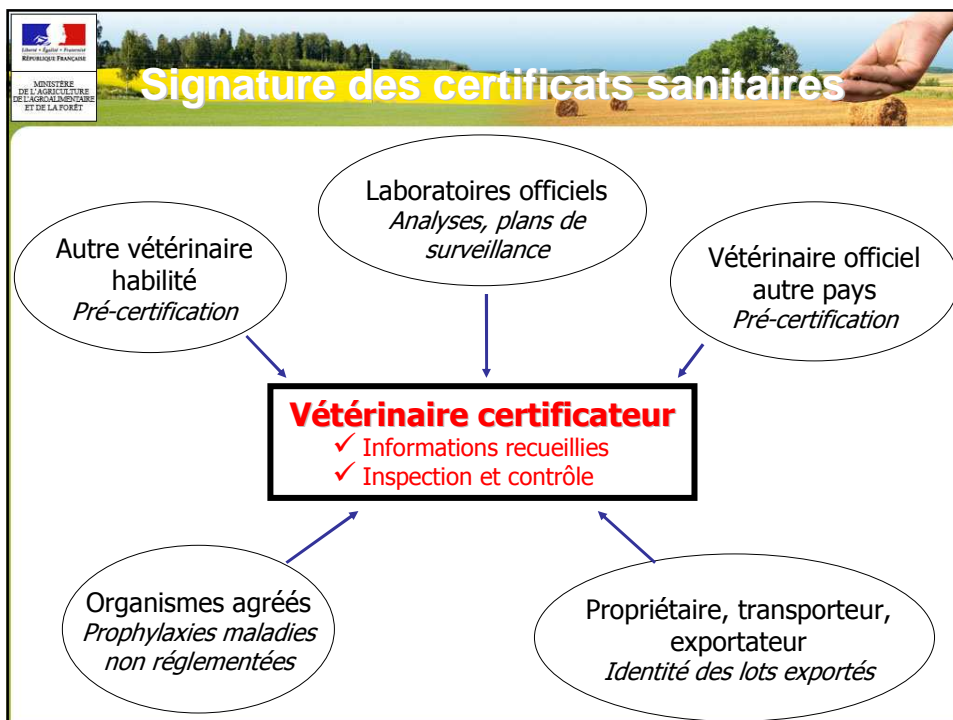 Liberté • Égalité • Fraternité
RÉPUBLIQUE FRANÇAISE
MINISTÈRE
DE L'AGRICULTURE
DE L'AGROALIMENTAIRE
ET DE LA FORÊT
Signature des certificats sanitaires
Laboratoires officiels
Analyses, plans de
surveillance
Autre vétérinaire
habilité
Pré-certification
Vétérinaire officiel
autre pays
Pré-certification
Vétérinaire certificateur
✓ Informations recueillies
✓ Inspection et contrôle
Organismes agréés
Prophylaxies maladies
non réglementées
Propriétaire, transporteur,
exportateur
Identité des lots exportés